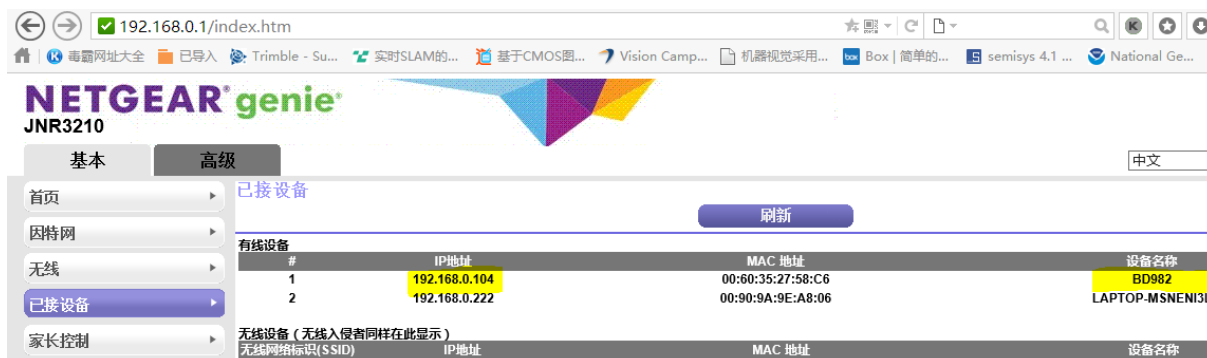 192.168.0.1/index.htm
毒霸网址大全 已导入 Trimble - Su... 实时SLAM的... 基于CMOS图... Vision Camp... 机器视觉采用... Box | 简单的... semisys 4.1 ... National Ge...
NETGEAR® genie®
JNR3210
基本 高级 中文
首页
因特网
无线
已接设备
家长控制
已接设备
刷新
有线设备
# IP地址 MAC 地址 设备名称
1 192.168.0.104 00:60:35:27:58:C6 BD982
2 192.168.0.222 00:90:9A:9E:A8:06 LAPTOP-MSNENI3
无线设备（无线入侵者同样在此显示）
无线网络标识(SSID) IP地址 MAC 地址 设备名称